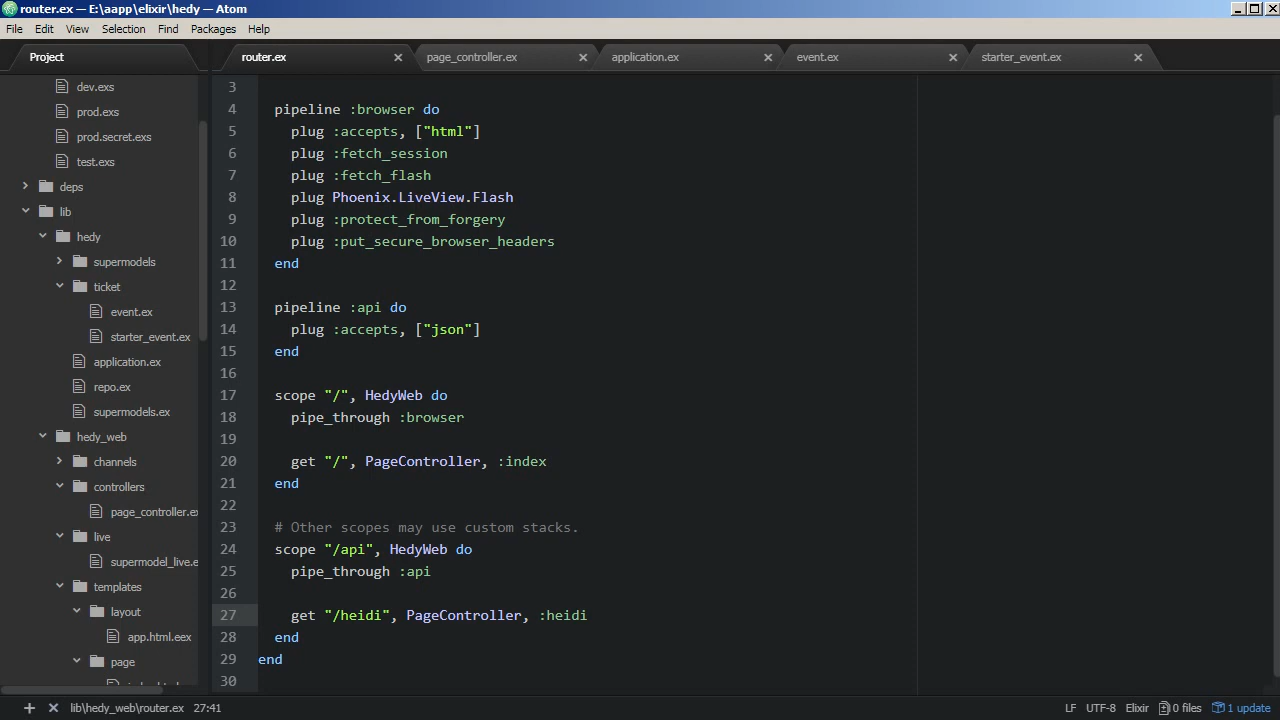 router.ex — E:\aapp\elixir\hedy — Atom
File Edit View Selection Find Packages Help
Project
router.ex
page_controller.ex
application.ex
event.ex
starter_event.ex
dev.exs
prod.exs
prod.secret.exs
test.exs
deps
lib
hedy
supermodels
ticket
event.ex
starter_event.ex
application.ex
repo.ex
supermodels.ex
hedy_web
channels
controllers
page_controller.ex
live
supermodel_live.e
templates
layout
app.html.eex
page
3
4 pipeline :browser do
5 plug :accepts, ["html"]
6 plug :fetch_session
7 plug :fetch_flash
8 plug Phoenix.LiveView.Flash
9 plug :protect_from_forgery
10 plug :put_secure_browser_headers
11 end
12
13 pipeline :api do
14 plug :accepts, ["json"]
15 end
16
17 scope "/", HedyWeb do
18 pipe_through :browser
19
20 get "/", PageController, :index
21 end
22
23 # Other scopes may use custom stacks.
24 scope "/api", HedyWeb do
25 pipe_through :api
26
27 get "/heidi", PageController, :heidi
28 end
29 end
30
lib\hedy_web\router.ex 27:41
LF UTF-8 Elixir 0 files 1 update